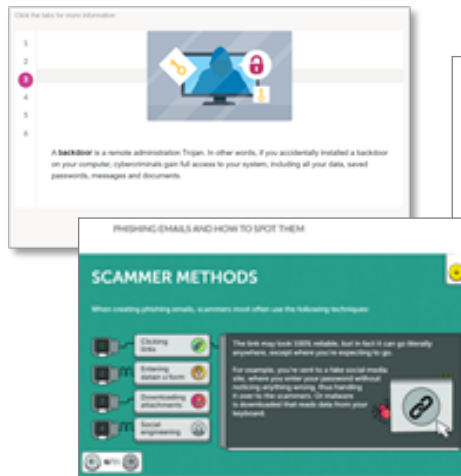 Click the tabs for more information:
1
2
3
4
5
6
A backdoor is a remote administration Trojan. In other words, if you accidentally installed a backdoor
on your computer, cybercriminals gain full access to your system, including all your data, saved
passwords, messages and documents.
PHISHING EMAILS AND HOW TO SPOT THEM
SCAMMER METHODS
When creating phishing emails, scammers most often use the following techniques:
Clicking
links
Entering
data in a form
Downloading
attachments
Social
engineering
The link may look 100% reliable, but in fact it can go literally
anywhere, except where you're expecting to go.
For example, you're sent to a fake social media
site, where you enter your password without
noticing anything wrong, thus handing
it over to the scammers. Or malware
is downloaded that reads data from your
keyboard.